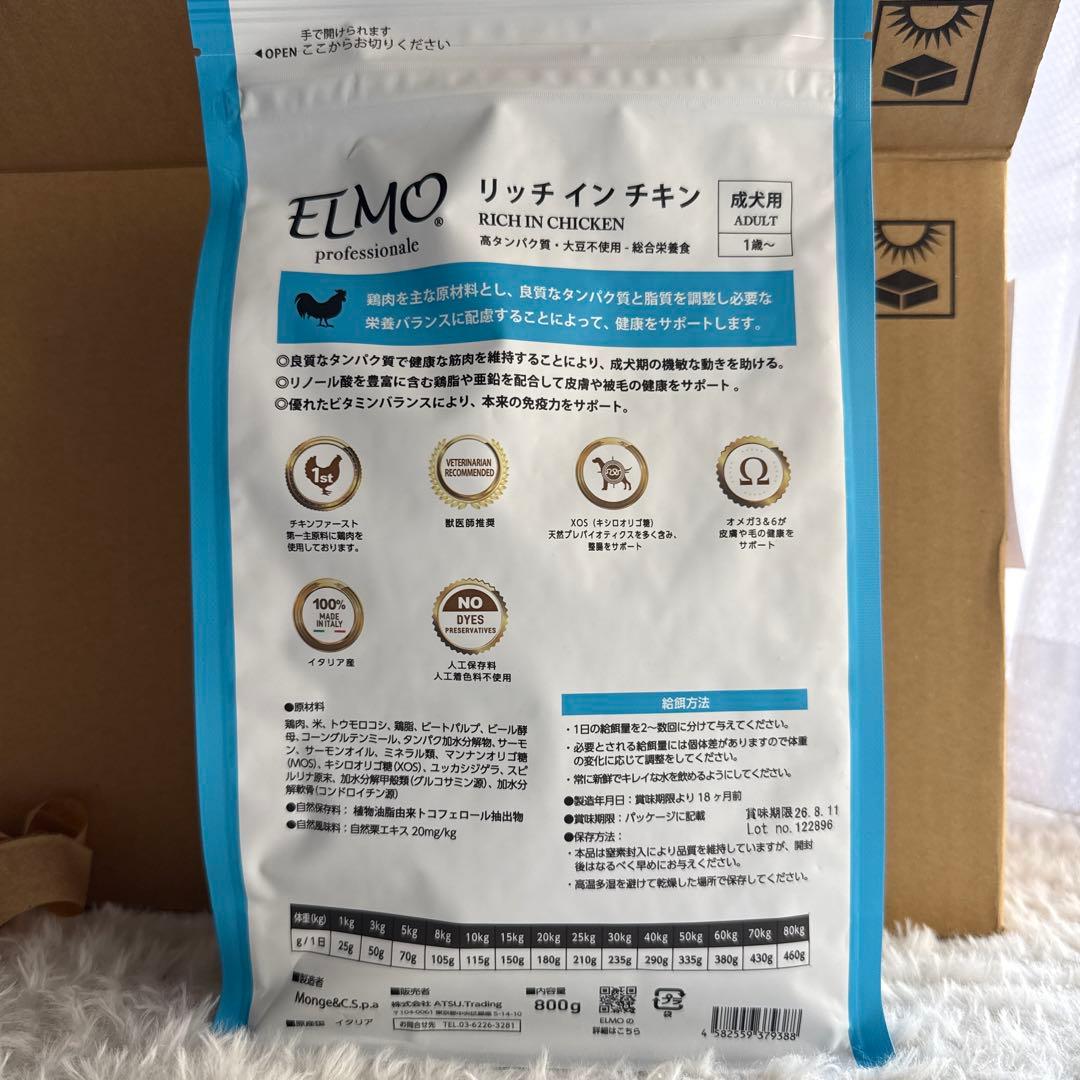 手で開けられます
◀OPEN ここからお切りください
ELMO®
professionale
リッチ イン チキン
RICH IN CHICKEN
高タンパク質・大豆不使用 - 総合栄養食
成犬用
ADULT
1歳～
鶏肉を主な原材料とし、良質なタンパク質と脂質を調整し必要な
栄養バランスに配慮することによって、健康をサポートします。
◎良質なタンパク質で健康な筋肉を維持することにより、成犬期の機敏な動きを助ける。
◎リノール酸を豊富に含む鶏脂や亜鉛を配合して皮膚や被毛の健康をサポート 。
◎優れたビタミンバランスにより、本来の免疫力をサポート。
1st
チキンファースト
第一主原料に鶏肉を
使用しております。
VETERINARIAN
RECOMMENDED
獣医師推奨
XOS（キシロオリゴ糖）
天然プレバイオティクスを多く含み、
整腸をサポート
Ω
オメガ3＆6が
皮膚や毛の健康を
サポート
100%
MADE
IN ITALY
イタリア産
NO
DYES
PRESERVATIVES
人工保存料
人工着色料不使用
●原材料
鶏肉、米、トウモロコシ、鶏脂、ビートパルプ、ビール酵
母、コーングルテンミール、タンパク加水分解物、サーモ
ン、サーモンオイル、ミネラル類、マンナンオリゴ糖
(MOS)、キシロオリゴ糖(XOS)、ユッカシジゲラ、スピ
ルリナ原末、加水分解甲殻類(グルコサミン源)、加水分
解軟骨(コンドロイチン源)
●自然保存料： 植物油脂由来トコフェロール抽出物
●自然風味料：自然栗エキス 20mg/kg
給餌方法
・1日の給餌量を2～数回に分けて与えてください。
・必要とされる給餌量には個体差がありますので体重
の変化に応じて調整をしてください。
・常に新鮮でキレイな水を飲めるようにしてください。
●製造年月日：賞味期限より 18 ヶ月前
●賞味期限：パッケージに記載
賞味期限26.8.11
Lot no.122896
●保存方法：
・本品は窒素封入により品質を維持していますが、開封
後はなるべく早めにお与えください。
・高温多湿を避けて乾燥した場所で保存してください。
体重(kg) 1kg 3kg 5kg 8kg 10kg 15kg 20kg 25kg 30kg 40kg 50kg 60kg 70kg 80kg
g/1日 25g 50g 70g 105g 115g 150g 180g 210g 235g 290g 335g 380g 430g 460g
■製造者
Monge&C.S.p.a
■原産国 イタリア
■販売者
株式会社 ATSU.Trading
〒104-0061 東京都中央区銀座 5-14-10
お問合せ先 TEL.03-6226-3281
■内容量
800g
ELMO の
詳細はこちら
プラ
袋
4 582559 379388